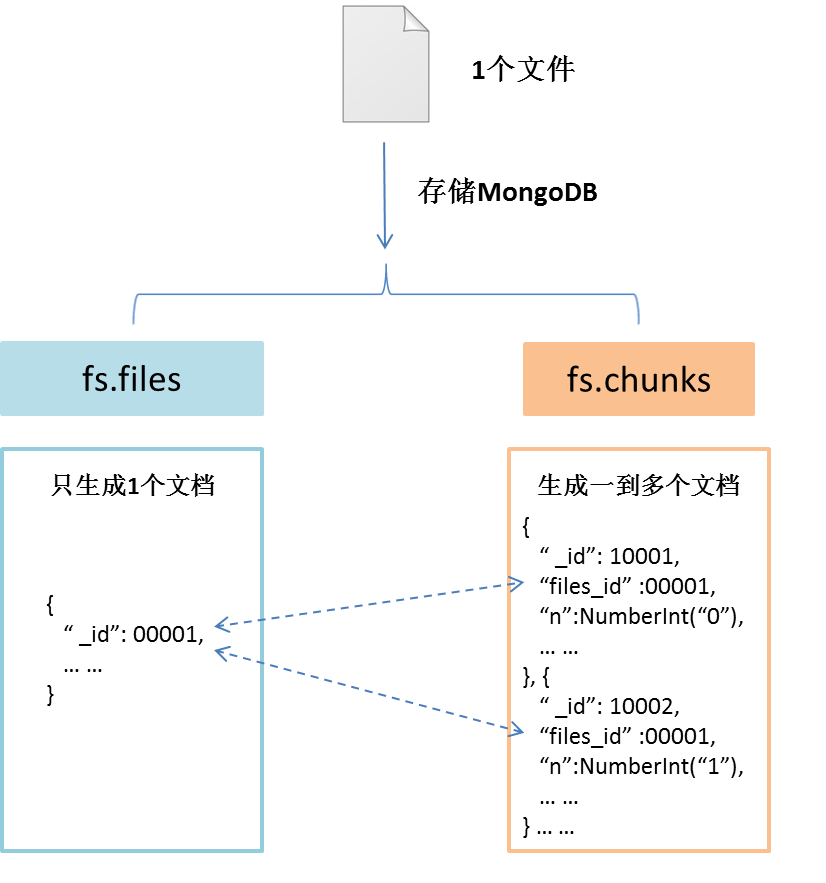 1个文件
存储MongoDB
fs.files
fs.chunks
只生成1个文档
{
“ _id”: 00001,
... ...
}
生成一到多个文档
{
“ _id”: 10001,
“files_id” :00001,
“n”:NumberInt(“0”),
... ...
}, {
“ _id”: 10002,
“files_id” :00001,
“n”:NumberInt(“1”),
... ...
} ... ...